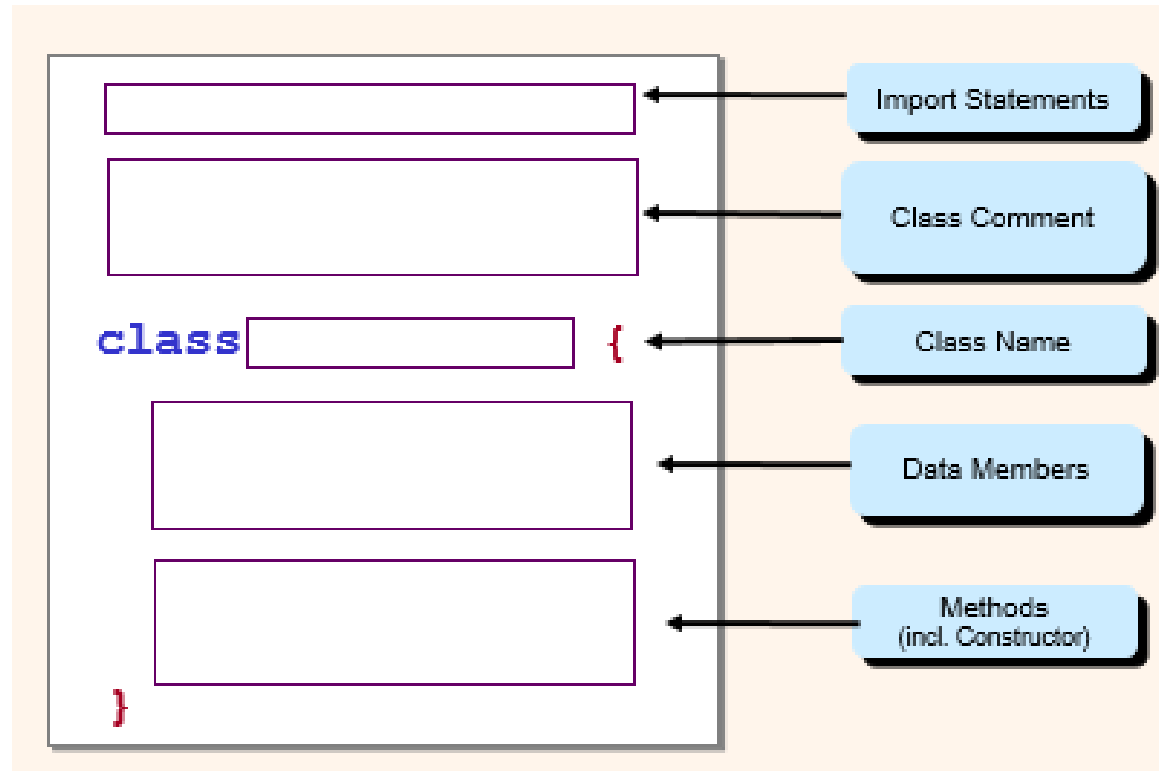 Import Statements
Class Comment
class { Class Name
Data Members
Methods
(incl. Constructor)
}